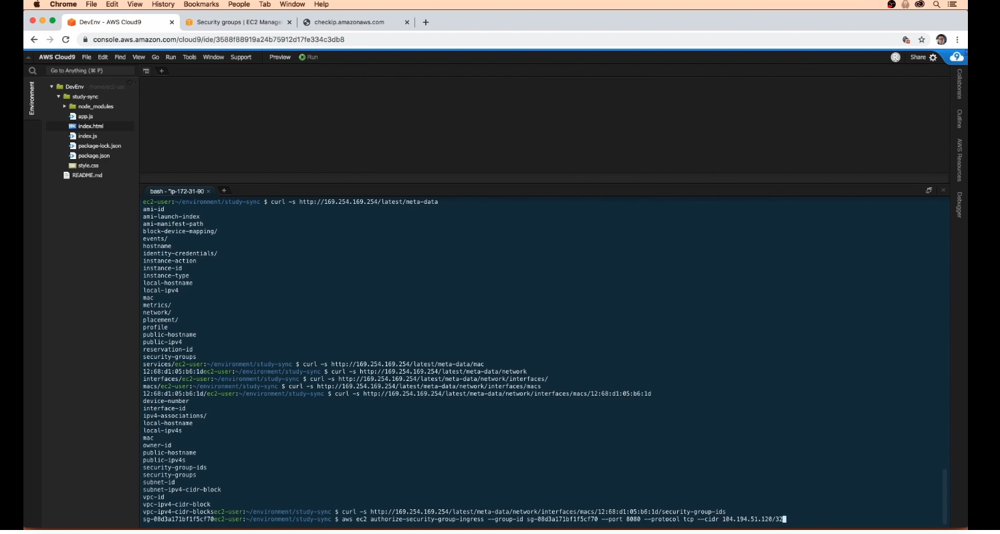 Chrome File Edit View History Bookmarks People Tab Window Help
DevEnv - AWS Cloud9
Security groups | EC2 Manage
checkip.amazonaws.com
console.aws.amazon.com/cloud9/ide/3588f88919a24b75912d17fe334c3db8
AWS Cloud9 File Edit Find View Go Run Tools Window Support Preview Run
R Share
Go to Anything (⌘ P)
Environment
DevEnv - /home/ec2-use
study-sync
node_modules
app.js
index.html
index.js
package-lock.json
package.json
style.css
README.md
Collaborate
Outline
AWS Resources
Debugger
bash - "ip-172-31-90
ec2-user:~/environment/study-sync $ curl -s http://169.254.169.254/latest/meta-data
ami-id
ami-launch-index
ami-manifest-path
block-device-mapping/
events/
hostname
identity-credentials/
instance-action
instance-id
instance-type
local-hostname
local-ipv4
mac
metrics/
network/
placement/
profile
public-hostname
public-ipv4
reservation-id
security-groups
services/ec2-user:~/environment/study-sync $ curl -s http://169.254.169.254/latest/meta-data/mac
12:68:d1:05:b6:1dec2-user:~/environment/study-sync $ curl -s http://169.254.169.254/latest/meta-data/network
interfaces/ec2-user:~/environment/study-sync $ curl -s http://169.254.169.254/latest/meta-data/network/interfaces/
macs/ec2-user:~/environment/study-sync $ curl -s http://169.254.169.254/latest/meta-data/network/interfaces/macs
12:68:d1:05:b6:1d/ec2-user:~/environment/study-sync $ curl -s http://169.254.169.254/latest/meta-data/network/interfaces/macs/12:68:d1:05:b6:1d
device-number
interface-id
ipv4-associations/
local-hostname
local-ipv4s
mac
owner-id
public-hostname
public-ipv4s
security-group-ids
security-groups
subnet-id
subnet-ipv4-cidr-block
vpc-id
vpc-ipv4-cidr-block
vpc-ipv4-cidr-blocksec2-user:~/environment/study-sync $ curl -s http://169.254.169.254/latest/meta-data/network/interfaces/macs/12:68:d1:05:b6:1d/security-group-ids
sg-08d3a171bf1f5cf70ec2-user:~/environment/study-sync $ aws ec2 authorize-security-group-ingress --group-id sg-08d3a171bf1f5cf70 --port 8080 --protocol tcp --cidr 104.194.51.120/32